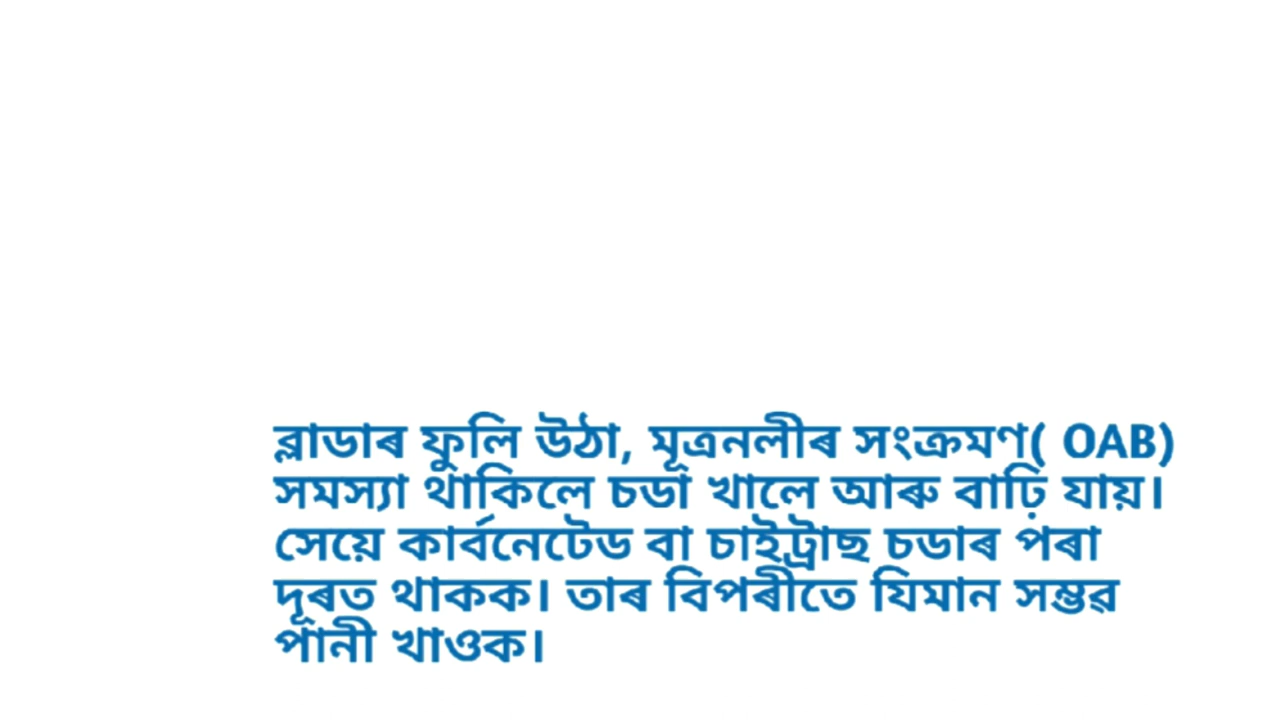 ব্লাডাৰ ফুলি উঠা, মূত্ৰনলীৰ সংক্ৰমণ( OAB)
সমস্যা থাকিলে চডা খালে আৰু বাঢ়ি যায়।
সেয়ে কাৰ্বনেটেড বা চাইট্ৰাছ চডাৰ পৰা
দূৰত থাকক। তাৰ বিপৰীতে যিমান সম্ভৱ
পানী খাওক।